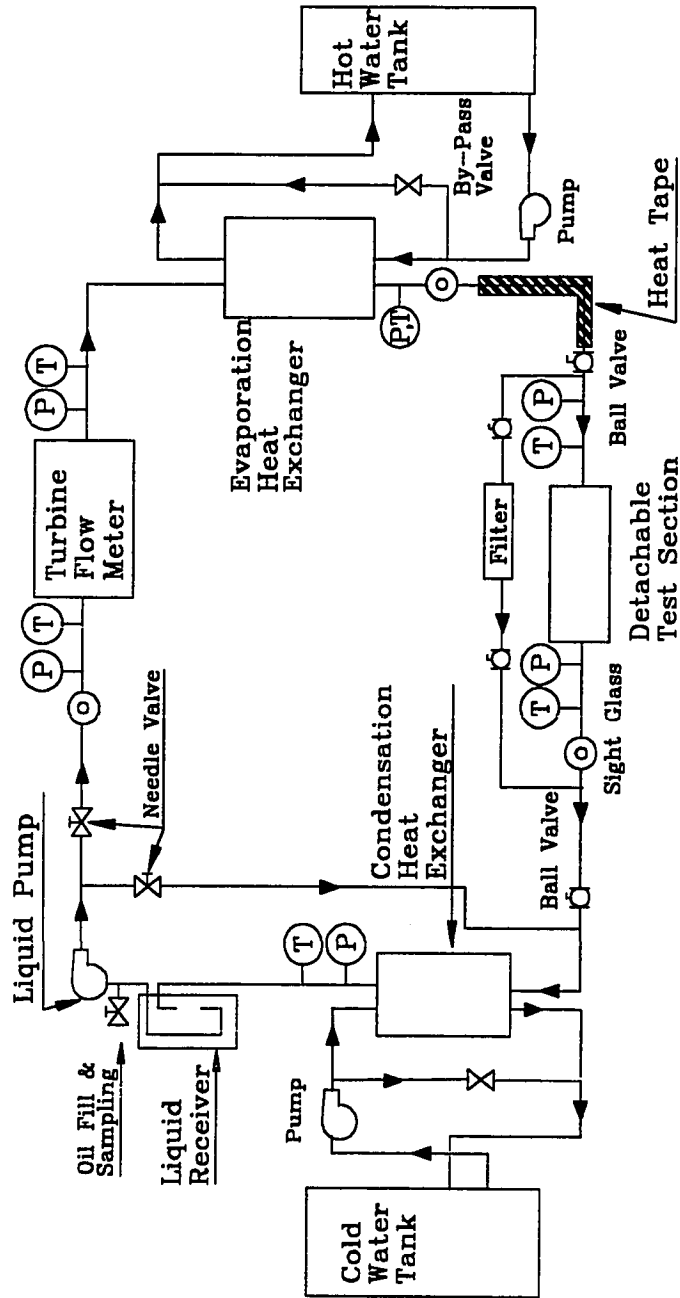 Liquid Pump
Oil Fill &
Sampling
Needle Valve
P
T
Turbine
Flow
Meter
P
T
Liquid
Receiver
T
P
Condensation
Heat
Exchanger
Evaporation
Heat
Exchanger
P,T
Hot
Water
Tank
By-Pass
Valve
Pump
Pump
Cold
Water
Tank
Filter
T
P
T
P
Ball Valve
Sight Glass
Detachable
Test Section
Ball Valve
Heat Tape